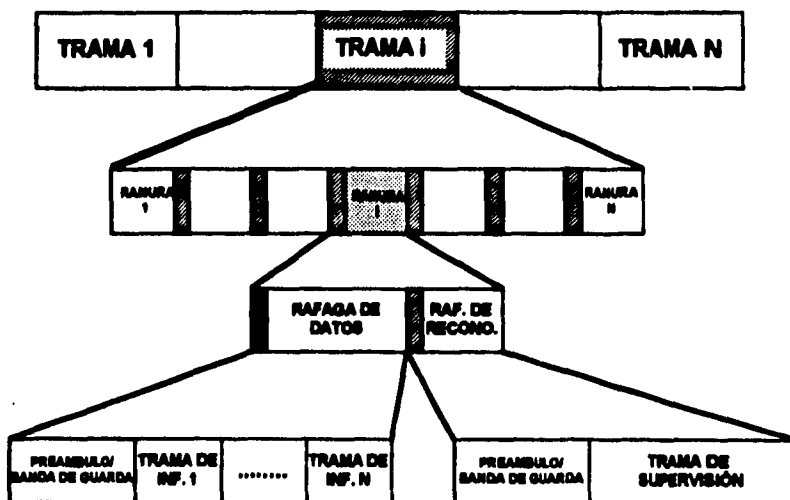 TRAMA 1
TRAMA i
TRAMA N
RANURA
1
RANURA
i
RANURA
N
RAFAGA DE
DATOS
RAF. DE
RECONO.
PREAMBULO/
BANDA DE GUARDA
TRAMA DE
INF. 1
........
TRAMA DE
INF. N
PREAMBULO/
BANDA DE GUARDA
TRAMA DE
SUPERVISIÓN